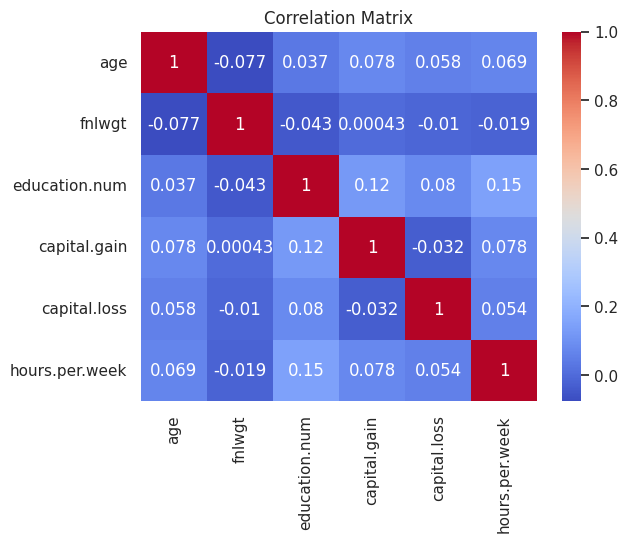 Correlation Matrix
age 1 -0.077 0.037 0.078 0.058 0.069
fnlwgt -0.077 1 -0.043 0.00043 -0.01 -0.019
education.num 0.037 -0.043 1 0.12 0.08 0.15
capital.gain 0.078 0.00043 0.12 1 -0.032 0.078
capital.loss 0.058 -0.01 0.08 -0.032 1 0.054
hours.per.week 0.069 -0.019 0.15 0.078 0.054 1
age fnlwgt education.num capital.gain capital.loss hours.per.week
1.0
0.8
0.6
0.4
0.2
0.0